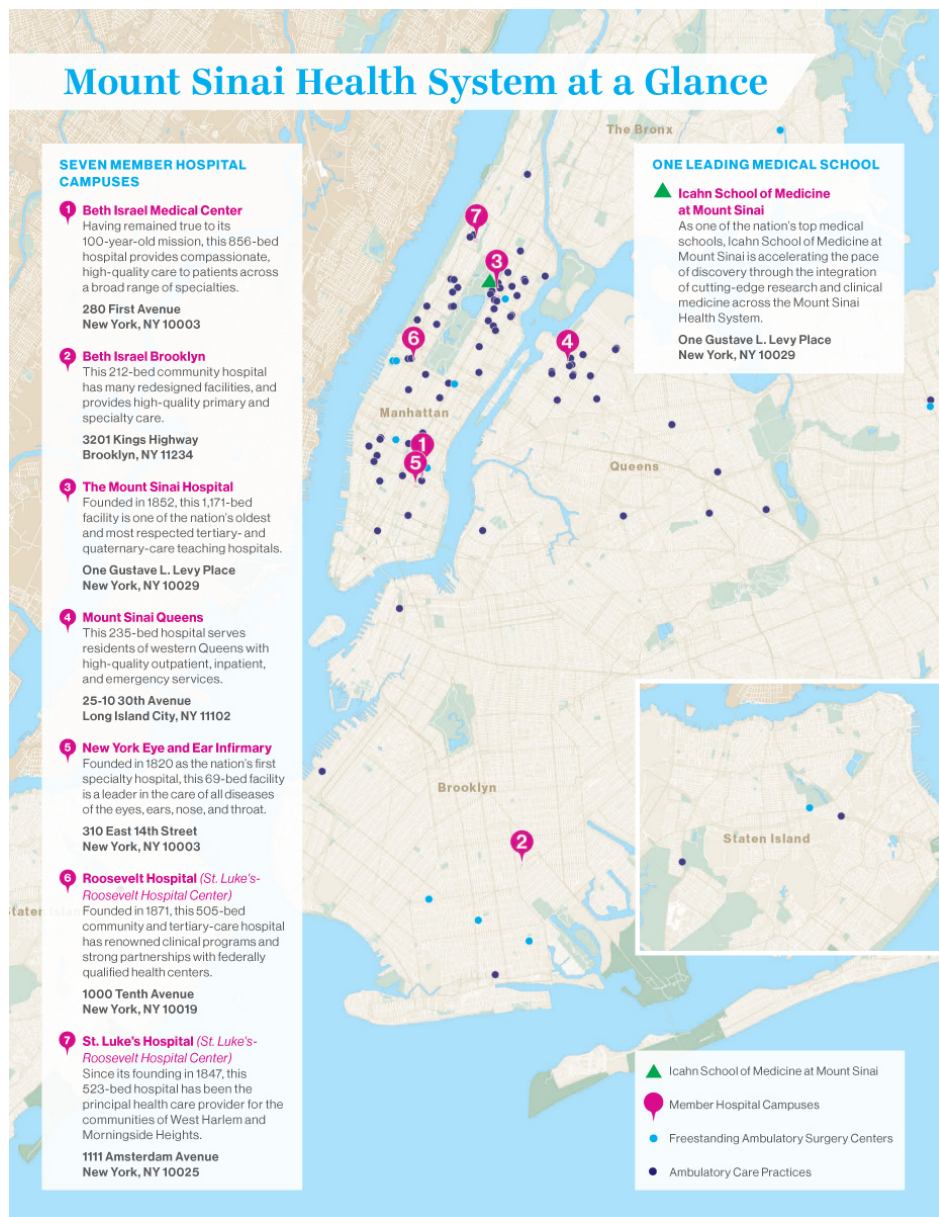 Mount Sinai Health System at a Glance
SEVEN MEMBER HOSPITAL
CAMPUSES
1 Beth Israel Medical Center
Having remained true to its
100-year-old mission, this 856-bed
hospital provides compassionate,
high-quality care to patients across
a broad range of specialties.
280 First Avenue
New York, NY 10003
2 Beth Israel Brooklyn
This 212-bed community hospital
has many redesigned facilities, and
provides high-quality primary and
specialty care.
3201 Kings Highway
Brooklyn, NY 11234
3 The Mount Sinai Hospital
Founded in 1852, this 1,171-bed
facility is one of the nation's oldest
and most respected tertiary- and
quaternary-care teaching hospitals.
One Gustave L. Levy Place
New York, NY 10029
4 Mount Sinai Queens
This 235-bed hospital serves
residents of western Queens with
high-quality outpatient, inpatient,
and emergency services.
25-10 30th Avenue
Long Island City, NY 11102
5 New York Eye and Ear Infirmary
Founded in 1820 as the nation's first
specialty hospital, this 69-bed facility
is a leader in the care of all diseases
of the eyes, ears, nose, and throat.
310 East 14th Street
New York, NY 10003
6 Roosevelt Hospital (St. Luke's-
Roosevelt Hospital Center)
Founded in 1871, this 505-bed
community and tertiary-care hospital
has renowned clinical programs and
strong partnerships with federally
qualified health centers.
1000 Tenth Avenue
New York, NY 10019
7 St. Luke's Hospital (St. Luke's-
Roosevelt Hospital Center)
Since its founding in 1847, this
523-bed hospital has been the
principal health care provider for the
communities of West Harlem and
Morningside Heights.
1111 Amsterdam Avenue
New York, NY 10025
The Bronx
7
3
6
4
Manhattan
1
5
Queens
Brooklyn
2
Staten Island
ONE LEADING MEDICAL SCHOOL
Icahn School of Medicine
at Mount Sinai
As one of the nation's top medical
schools, Icahn School of Medicine at
Mount Sinai is accelerating the pace
of discovery through the integration
of cutting-edge research and clinical
medicine across the Mount Sinai
Health System.
One Gustave L. Levy Place
New York, NY 10029
Staten Island
Icahn School of Medicine at Mount Sinai
Member Hospital Campuses
Freestanding Ambulatory Surgery Centers
Ambulatory Care Practices